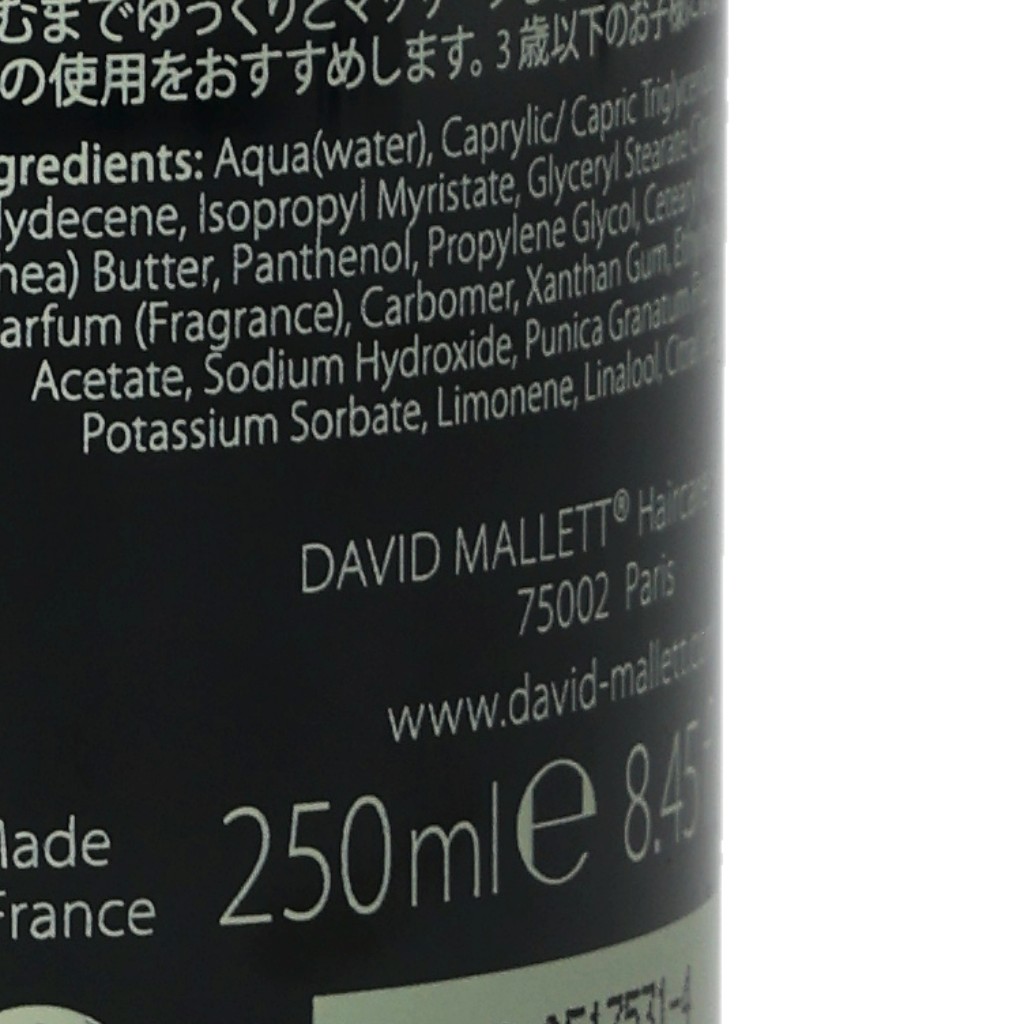 むまでゆっくりとマッサージ
の使用をおすすめします。3歳以下のお子様
gredients: Aqua(water), Caprylic/ Capric
lydecene, Isopropyl Myristate, Glyceryl Stearate
hea) Butter, Panthenol, Propylene Glycol,
arfum (Fragrance), Carbomer, Xanthan Gum,
Acetate, Sodium Hydroxide, Punica Granatum
Potassium Sorbate, Limonene, Linalool,
DAVID MALLETT® Haircare
75002 Paris
www.david-mallett.
Made
France
250ml e 8.45